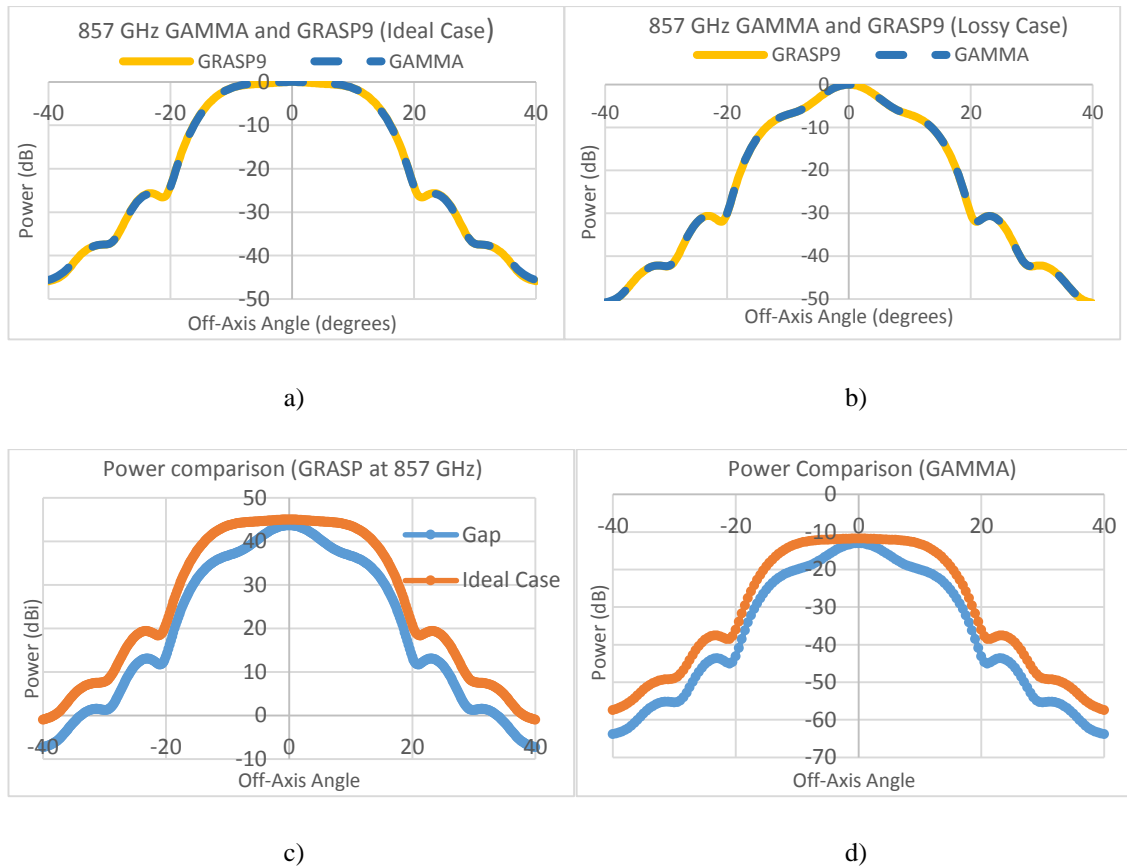 857 GHz GAMMA and GRASP9 (Ideal Case)
GRASP9 GAMMA
0
-40 -20 0 20 40
-10
-20
-30
-40
-50
Power (dB)
Off-Axis Angle (degrees)
a)
857 GHz GAMMA and GRASP9 (Lossy Case)
GRASP9 GAMMA
0
-40 -20 0 20 40
-10
-20
-30
-40
-50
Power (dB)
Off-Axis Angle (degrees)
b)
Power comparison (GRASP at 857 GHz)
50
40
30
20
10
0
-10
-40 -20 0 20 40
Gap
Ideal Case
Power (dBi)
Off-Axis Angle
c)
Power Comparison (GAMMA)
0
-40 -20 0 20 40
-10
-20
-30
-40
-50
-60
-70
Power (dB)
Off-Axis Angle
d)